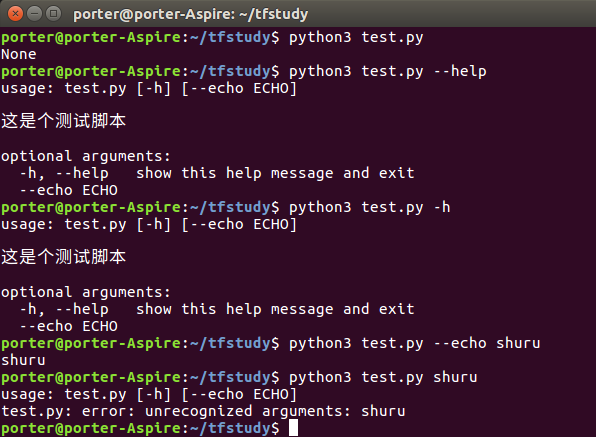 porter@porter-Aspire: ~/tfstudy
porter@porter-Aspire:~/tfstudy$ python3 test.py
None
porter@porter-Aspire:~/tfstudy$ python3 test.py --help
usage: test.py [-h] [--echo ECHO]
这是个测试脚本
optional arguments:
  -h, --help   show this help message and exit
  --echo ECHO
porter@porter-Aspire:~/tfstudy$ python3 test.py -h
usage: test.py [-h] [--echo ECHO]
这是个测试脚本
optional arguments:
  -h, --help   show this help message and exit
  --echo ECHO
porter@porter-Aspire:~/tfstudy$ python3 test.py --echo shuru
shuru
porter@porter-Aspire:~/tfstudy$ python3 test.py shuru
usage: test.py [-h] [--echo ECHO]
test.py: error: unrecognized arguments: shuru
porter@porter-Aspire:~/tfstudy$